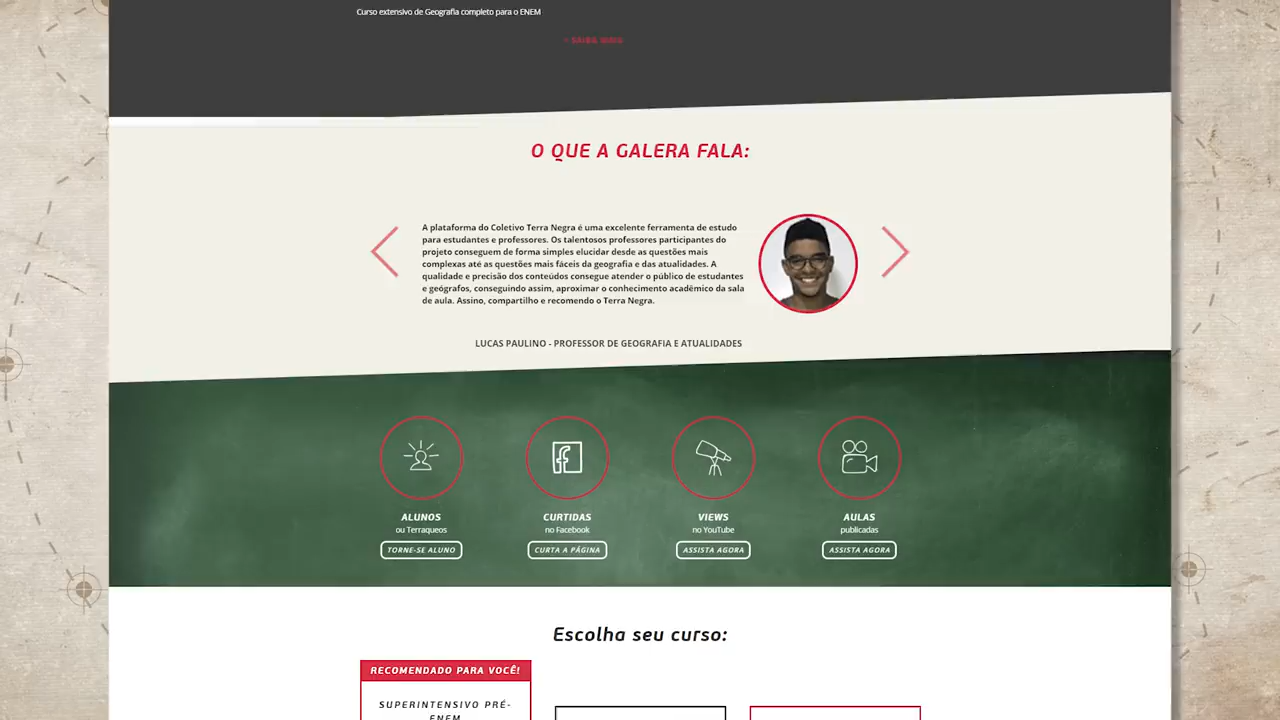 Curso extensivo de Geografia completo para o ENEM
+ SAIBA MAIS
O QUE A GALERA FALA:
A plataforma do Coletivo Terra Negra é uma excelente ferramenta de estudo
para estudantes e professores. Os talentosos professores participantes do
projeto conseguem de forma simples elucidar desde as questões mais
complexas até as questões mais fáceis da geografia e das atualidades. A
qualidade e precisão dos conteúdos consegue atender o público de estudantes
e geógrafos, conseguindo assim, aproximar o conhecimento acadêmico da sala
de aula. Assino, compartilho e recomendo o Terra Negra.
LUCAS PAULINO - PROFESSOR DE GEOGRAFIA E ATUALIDADES
ALUNOS
ou Terraqueos
TORNE-SE ALUNO
CURTIDAS
no Facebook
CURTA A PÁGINA
VIEWS
no YouTube
ASSISTA AGORA
AULAS
publicadas
ASSISTA AGORA
Escolha seu curso:
RECOMENDADO PARA VOCÊ!
SUPERINTENSIVO PRÉ-
ENEM